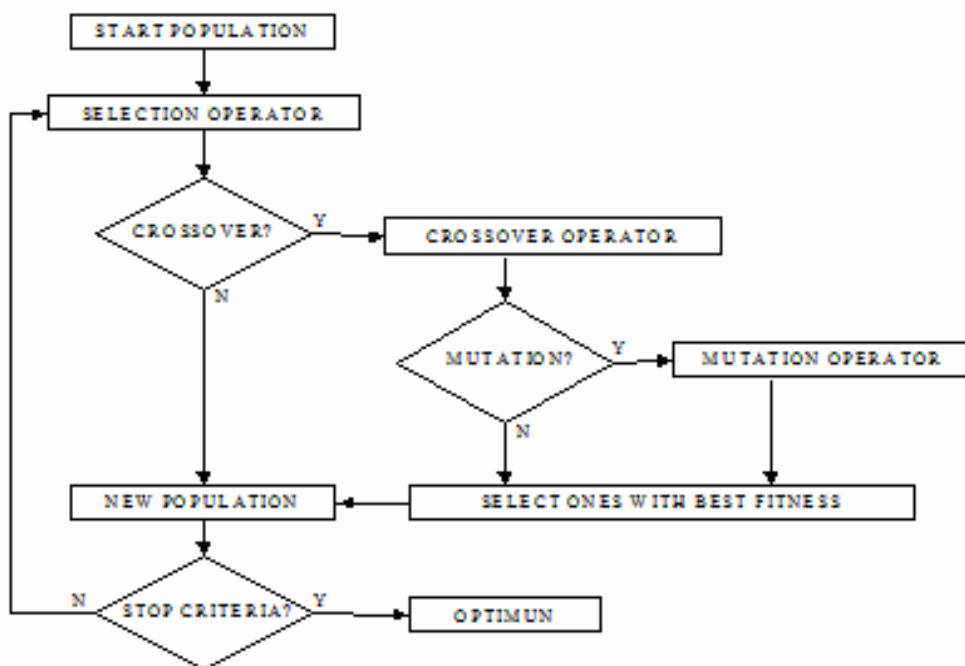 START POPULATION
SELECTION OPERATOR
CROSSOVER?
Y
CROSSOVER OPERATOR
N
MUTATION?
Y
MUTATION OPERATOR
N
NEW POPULATION
SELECT ONES WITH BEST FITNESS
N
STOP CRITERIA?
Y
OPTIMUN